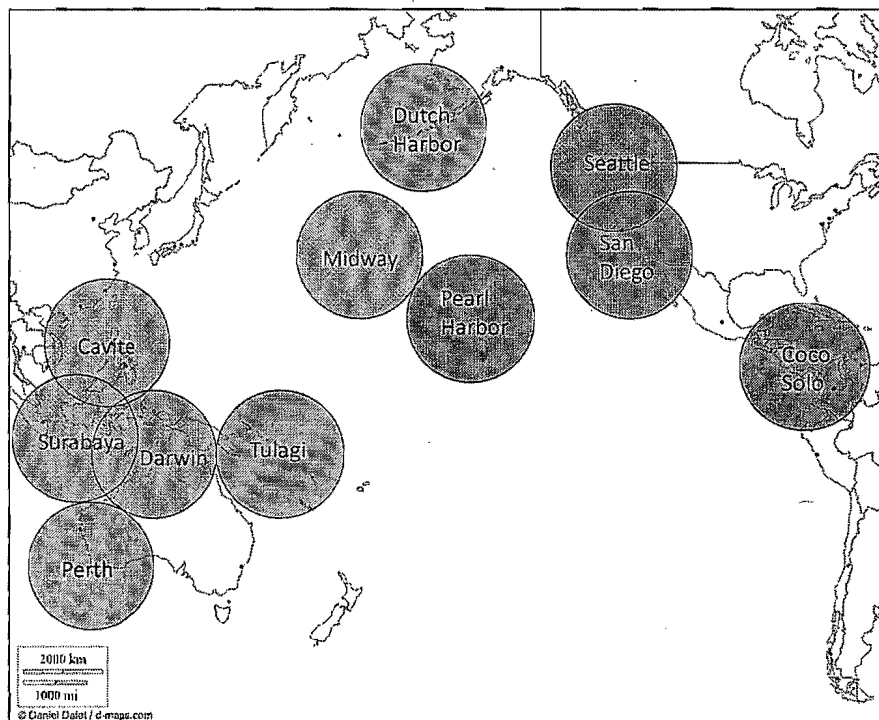 Dutch
Harbor
Seattle
Midway
San
Diego
Pearl
Harbor
Cavite
Coco
Solo
Surabaya
Darwin
Tulagi
Perth
2000 km
1000 mi
© Daniel Dalet / d-maps.com